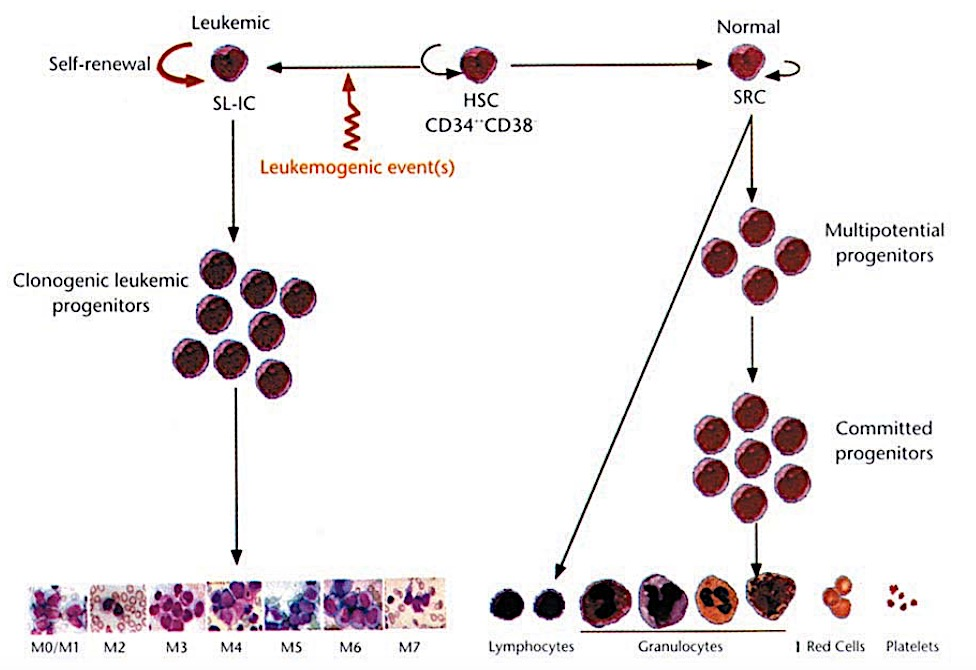 Leukemic
Normal
Self-renewal
SL-IC
HSC
CD34++CD38-
SRC
Leukemogenic event(s)
Multipotential
progenitors
Clonogenic leukemic
progenitors
Committed
progenitors
M0/M1 M2 M3 M4 M5 M6 M7
Lymphocytes Granulocytes Red Cells Platelets